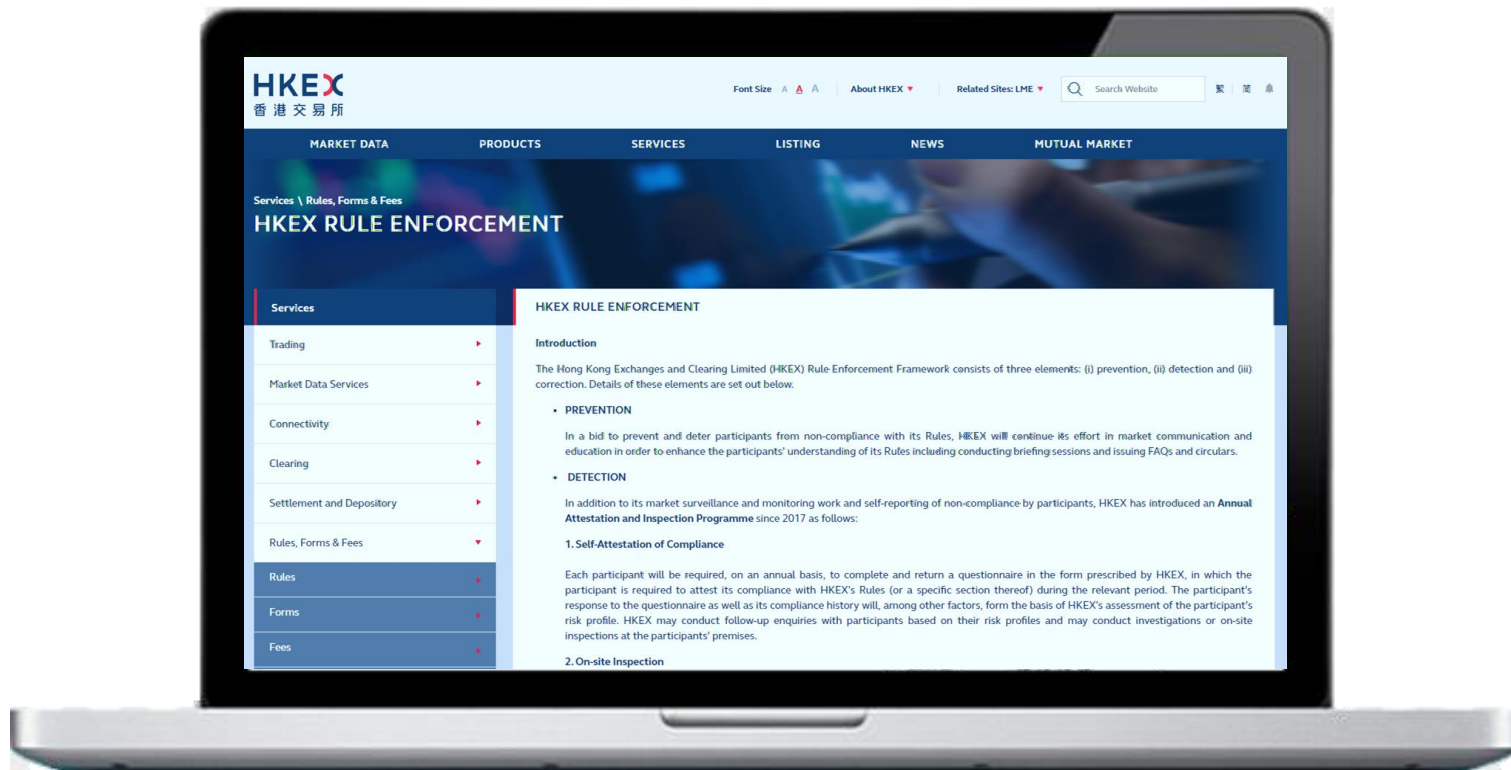 HKEX
香港交易所
Font Size A A A About HKEX Related Sites: LME Search Website 繁 简
MARKET DATA PRODUCTS SERVICES LISTING NEWS MUTUAL MARKET
Services \ Rules, Forms & Fees
HKEX RULE ENFORCEMENT
Services
Trading
Market Data Services
Connectivity
Clearing
Settlement and Depository
Rules, Forms & Fees
Rules
Forms
Fees
HKEX RULE ENFORCEMENT
Introduction
The Hong Kong Exchanges and Clearing Limited (HKEX) Rule Enforcement Framework consists of three elements: (i) prevention, (ii) detection and (iii)
correction. Details of these elements are set out below.
• PREVENTION
In a bid to prevent and deter participants from non-compliance with its Rules, HKEX will continue its effort in market communication and
education in order to enhance the participants' understanding of its Rules including conducting briefing sessions and issuing FAQs and circulars.
• DETECTION
In addition to its market surveillance and monitoring work and self-reporting of non-compliance by participants, HKEX has introduced an Annual
Attestation and Inspection Programme since 2017 as follows:
1. Self-Attestation of Compliance
Each participant will be required, on an annual basis, to complete and return a questionnaire in the form prescribed by HKEX, in which the
participant is required to attest its compliance with HKEX's Rules (or a specific section thereof) during the relevant period. The participant's
response to the questionnaire as well as its compliance history will, among other factors, form the basis of HKEX's assessment of the participant's
risk profile. HKEX may conduct follow-up enquiries with participants based on their risk profiles and may conduct investigations or on-site
inspections at the participants' premises.
2. On-site Inspection